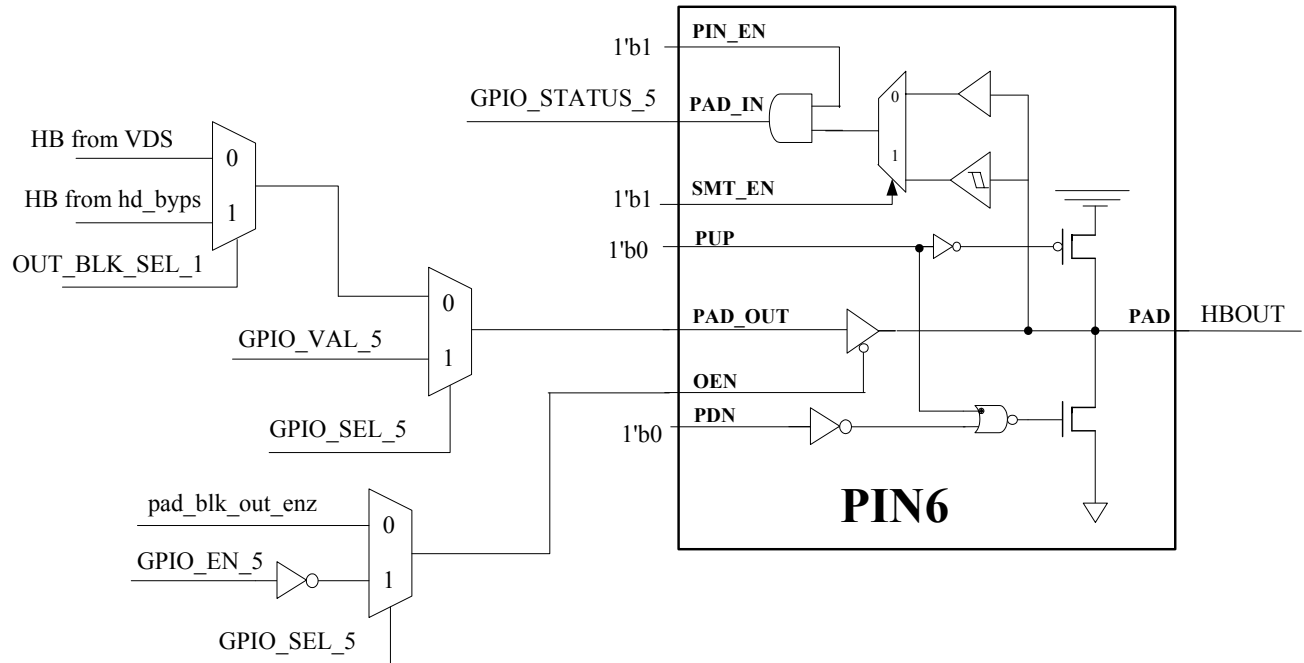 PIN_EN
1'b1
GPIO_STATUS_5
PAD_IN
0
HB from VDS
0
1
HB from hd_byps
1
SMT_EN
1'b1
PUP
1'b0
OUT_BLK_SEL_1
0
PAD_OUT
PAD
HBOUT
GPIO_VAL_5
1
OEN
PDN
1'b0
GPIO_SEL_5
pad_blk_out_enz
0
PIN6
GPIO_EN_5
1
GPIO_SEL_5